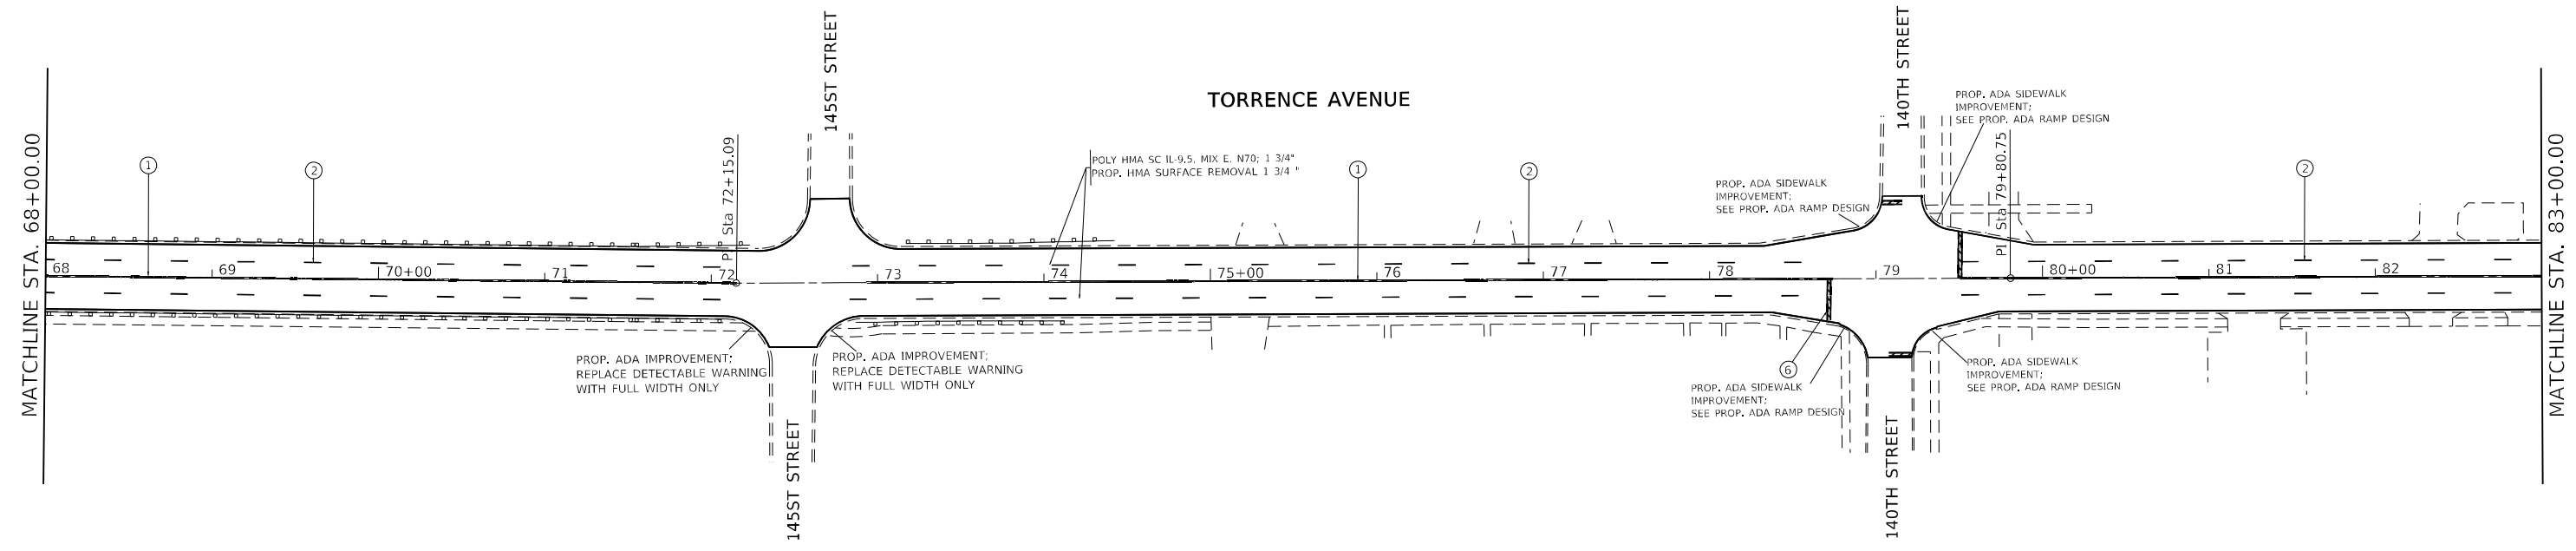 TORRENCE AVENUE
MATCHLINE STA. 68+00.00
145ST STREET
140TH STREET
MATCHLINE STA. 83+00.00
PROP. ADA SIDEWALK
IMPROVEMENT;
SEE PROP. ADA RAMP DESIGN
PI Sta 72+15.09
PI Sta 79+80.75
POLY HMA SC IL-9.5, MIX E, N70; 1 3/4"
PROP. HMA SURFACE REMOVAL 1 3/4 "
PROP. ADA SIDEWALK
IMPROVEMENT;
SEE PROP. ADA RAMP DESIGN
1
2
1
2
2
68
69
70+00
71
72
73
74
75+00
76
77
78
79
80+00
81
82
PROP. ADA IMPROVEMENT;
REPLACE DETECTABLE WARNING
WITH FULL WIDTH ONLY
PROP. ADA IMPROVEMENT;
REPLACE DETECTABLE WARNING
WITH FULL WIDTH ONLY
6
PROP. ADA SIDEWALK
IMPROVEMENT;
SEE PROP. ADA RAMP DESIGN
PROP. ADA SIDEWALK
IMPROVEMENT;
SEE PROP. ADA RAMP DESIGN
145ST STREET
140TH STREET